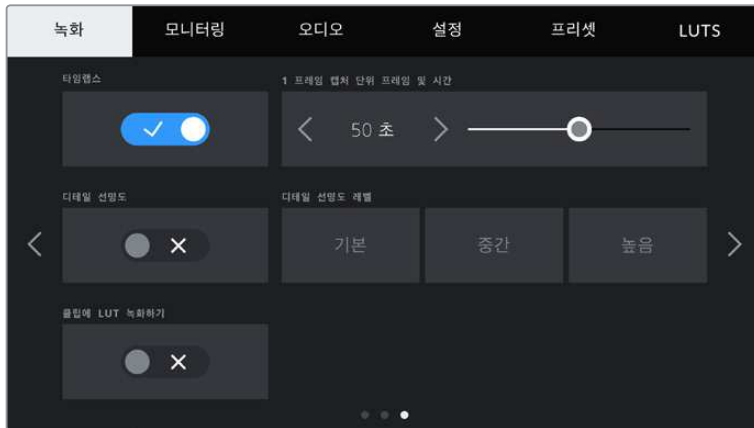 녹화 모니터링 오디오 설정 프리셋 LUTS
타임랩스 1 프레임 캡처 단위 프레임 및 시간
50 초
디테일 선명도 디테일 선명도 레벨
기본 중간 높음
클립에 LUT 녹화하기